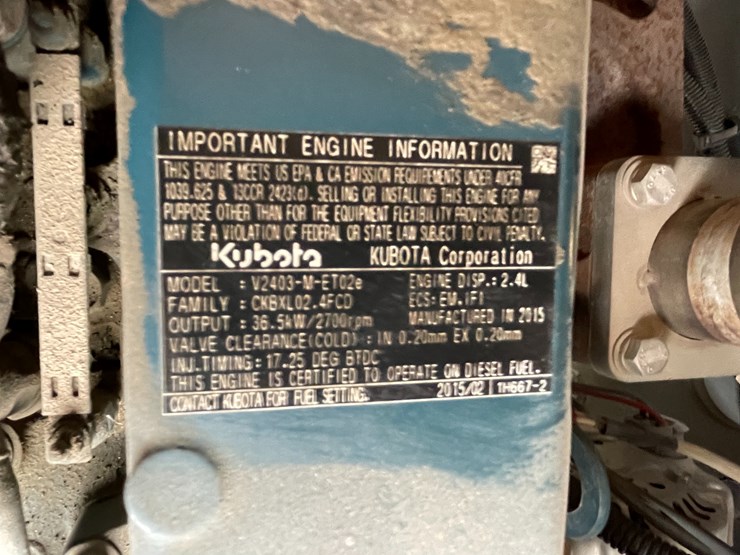 IMPORTANT ENGINE INFORMATION
THIS ENGINE MEETS US EPA & CA EMISSION REQUIREMENTS UNDER 40CFR
1039.625 & 13CCR 2423(d). SELLING OR INSTALLING THIS ENGINE FOR ANY
PURPOSE OTHER THAN FOR THE EQUIPMENT FLEXIBILITY PROVISIONS CITED
MAY BE A VIOLATION OF FEDERAL OR STATE LAW SUBJECT TO CIVIL PENALTY.
Kubota KUBOTA Corporation
MODEL : V2403-M-ET02e ENGINE DISP.: 2.4L
FAMILY : CKBXL02.4FCD ECS: EM.IFI
OUTPUT : 36.5kW/2700rpm MANUFACTURED IN 2015
VALVE CLEARANCE(COLD) : IN 0.20mm EX 0.20mm
INJ.TIMING: 17.25 DEG BTDC
THIS ENGINE IS CERTIFIED TO OPERATE ON DIESEL FUEL.
CONTACT KUBOTA FOR FUEL SETTING. 2015/02 1H667-2